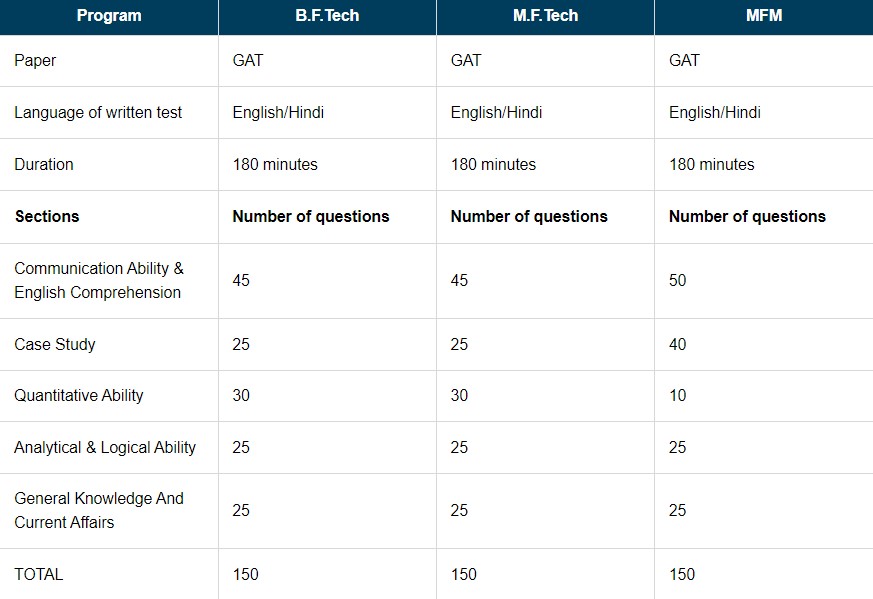 Program B.F.Tech M.F.Tech MFM
Paper GAT GAT GAT
Language of written test English/Hindi English/Hindi English/Hindi
Duration 180 minutes 180 minutes 180 minutes
Sections Number of questions Number of questions Number of questions
Communication Ability &
English Comprehension 45 45 50
Case Study 25 25 40
Quantitative Ability 30 30 10
Analytical & Logical Ability 25 25 25
General Knowledge And
Current Affairs 25 25 25
TOTAL 150 150 150